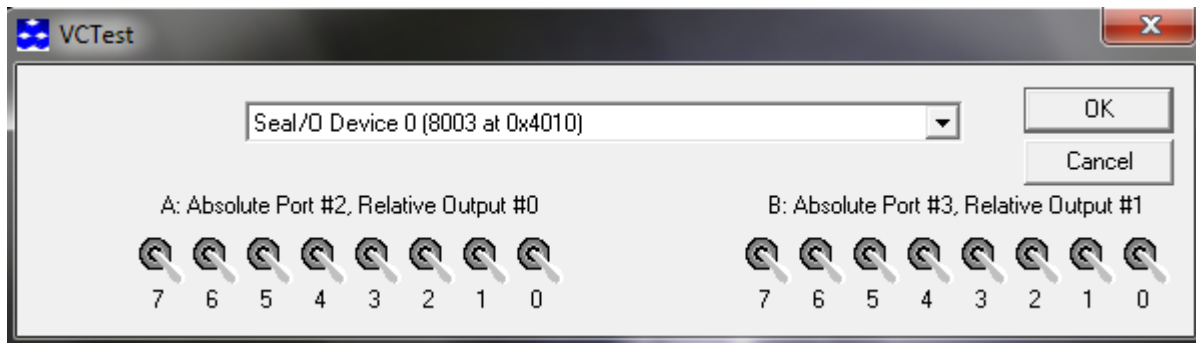 VCTest
SeaI/O Device 0 (8003 at 0x4010)
OK
Cancel
A: Absolute Port #2, Relative Output #0
B: Absolute Port #3, Relative Output #1
7 6 5 4 3 2 1 0
7 6 5 4 3 2 1 0